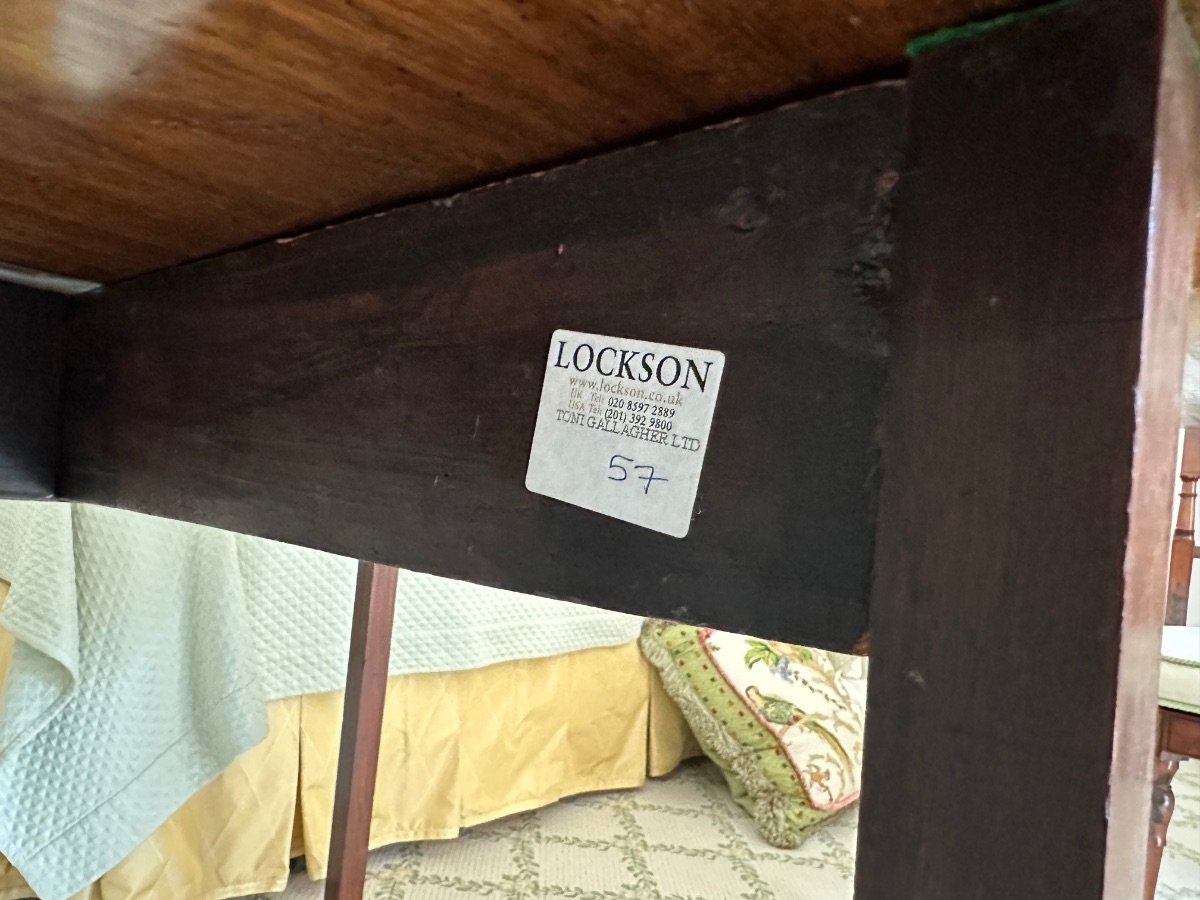 LOCKSON
www.lockson.co.uk
UK Tel: 020 8597 2889
USA Tel: (201) 392 9800
TONI GALLAGHER LTD
57